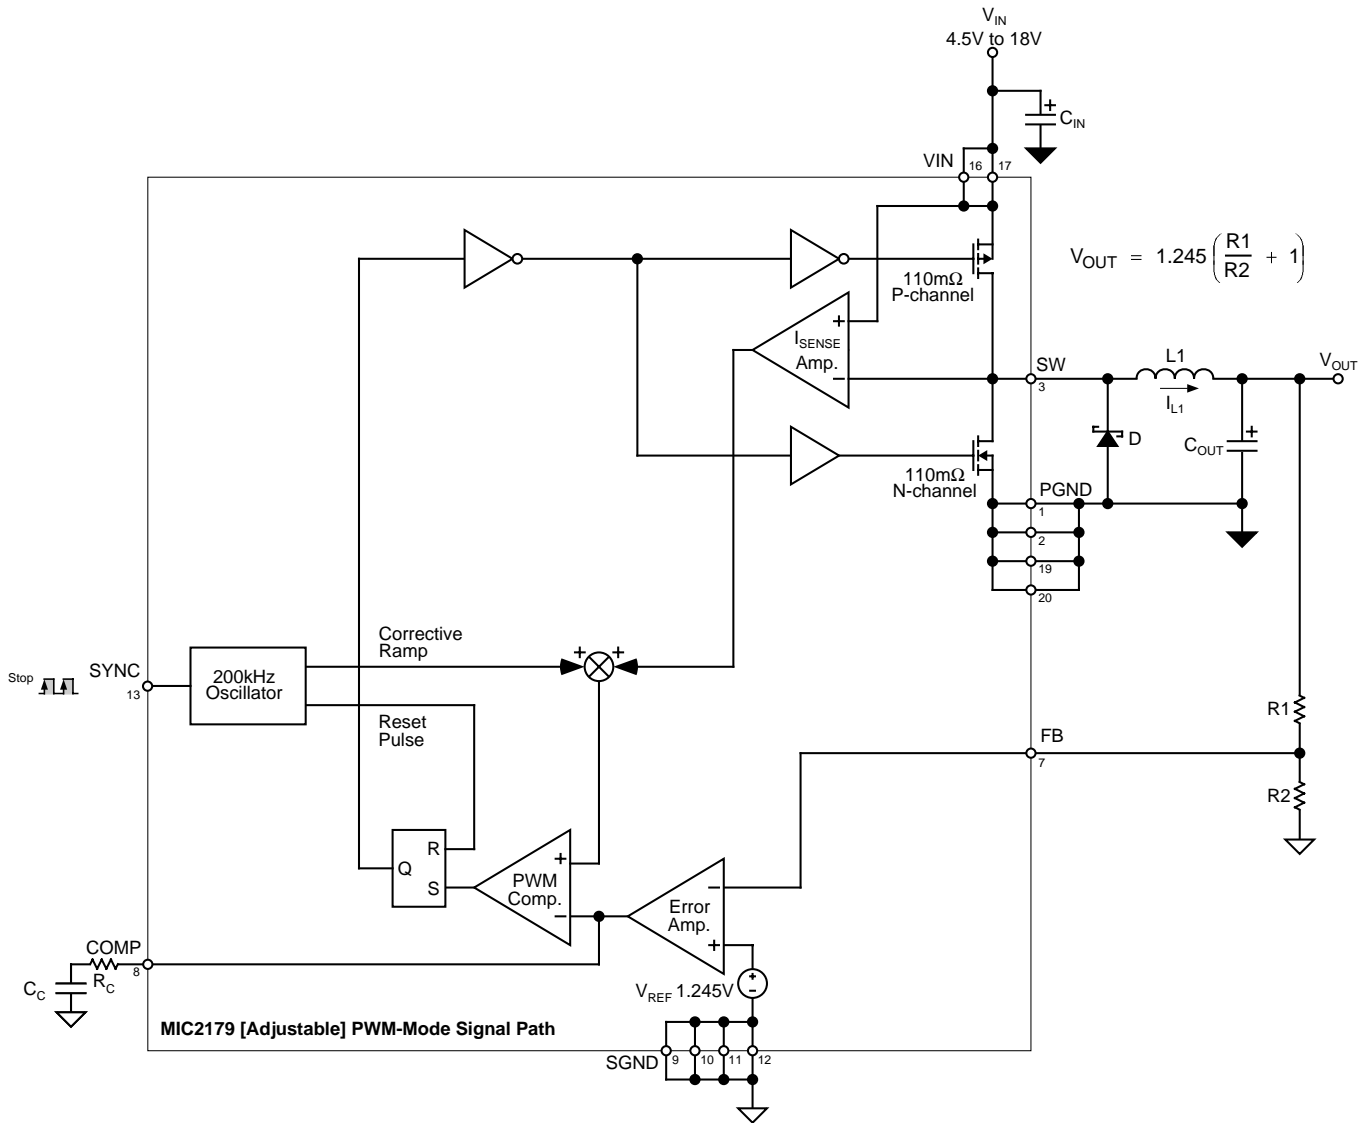 VIN
4.5V to 18V
+
CIN
VIN
16
17
VOUT = 1.245 (R1/R2 + 1)
110mΩ
P-channel
+
ISENSE
Amp.
−
SW
3
L1
IL1
VOUT
D
+
COUT
110mΩ
N-channel
PGND
1
2
19
20
Corrective
Ramp
+
+
Stop
SYNC
13
200kHz
Oscillator
Reset
Pulse
R1
FB
7
R2
R
Q
S
+
PWM
Comp.
−
−
Error
Amp.
+
COMP
8
RC
CC
VREF 1.245V
+
−
MIC2179 [Adjustable] PWM-Mode Signal Path
SGND
9
10
11
12